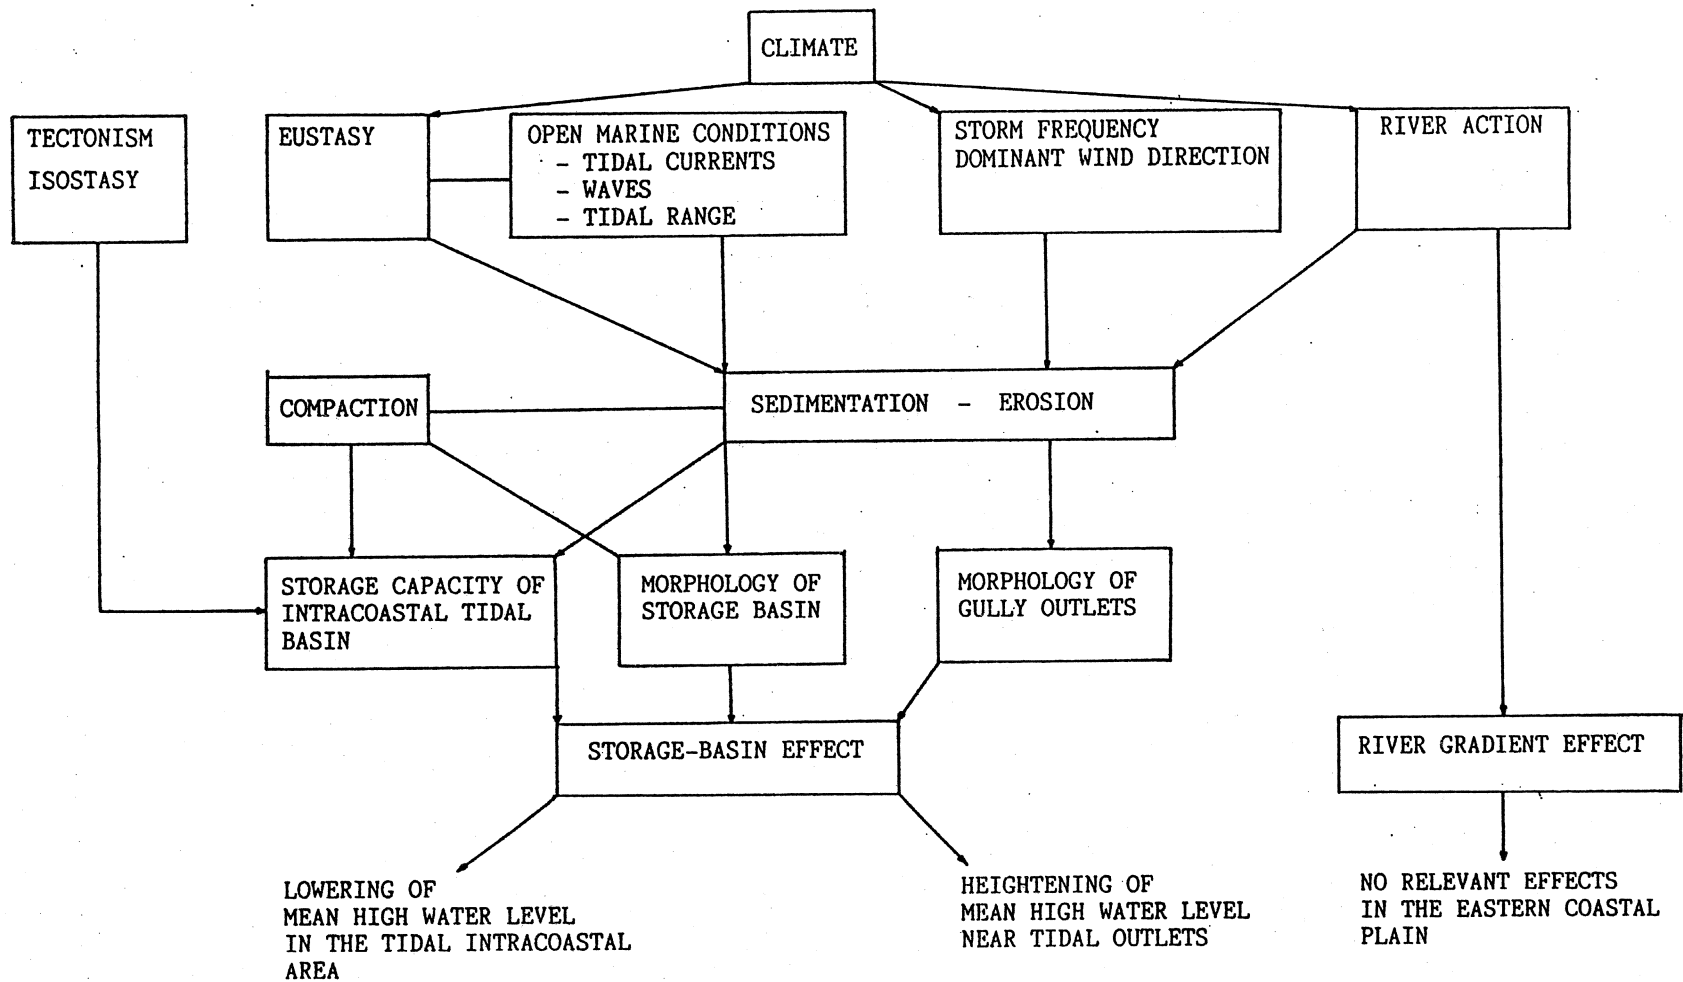 CLIMATE
TECTONISM
ISOSTASY
EUSTASY
OPEN MARINE CONDITIONS
- TIDAL CURRENTS
- WAVES
- TIDAL RANGE
STORM FREQUENCY
DOMINANT WIND DIRECTION
RIVER ACTION
COMPACTION
SEDIMENTATION - EROSION
STORAGE CAPACITY OF
INTRACOASTAL TIDAL
BASIN
MORPHOLOGY OF
STORAGE BASIN
MORPHOLOGY OF
GULLY OUTLETS
STORAGE-BASIN EFFECT
RIVER GRADIENT EFFECT
LOWERING OF
MEAN HIGH WATER LEVEL
IN THE TIDAL INTRACOASTAL
AREA
HEIGHTENING OF
MEAN HIGH WATER LEVEL
NEAR TIDAL OUTLETS
NO RELEVANT EFFECTS
IN THE EASTERN COASTAL
PLAIN